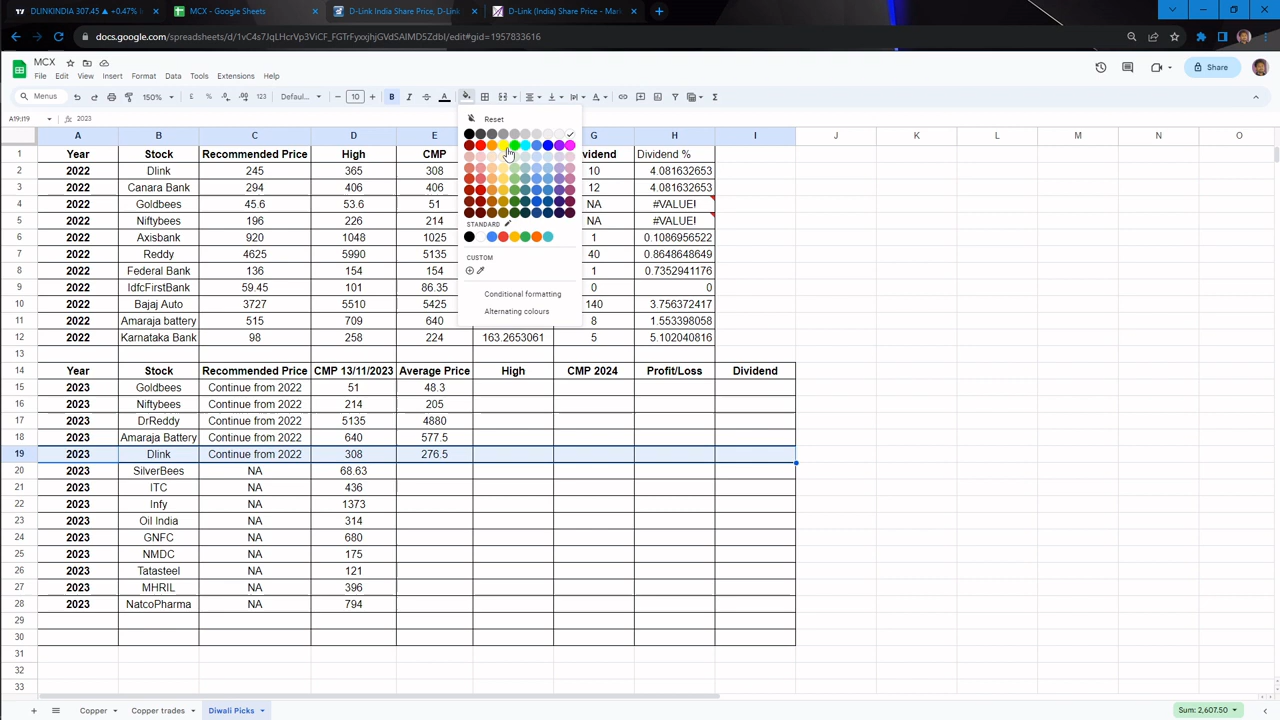 DLINKINDIA 307.45 ▲ +0.47%
MCX - Google Sheets
D-Link India Share Price, D-Link
D-Link (India) Share Price - Mark
docs.google.com/spreadsheets/d/
/edit#gid=1957833616
MCX
File Edit View Insert Format Data Tools Extensions Help
Share
Menus 150% £ % .0 .00 123 Defaul... 10 B I A
A19:I19 fx 2023
A B C D E G H I J K L M N O
Reset
STANDARD
CUSTOM
Conditional formatting
Alternating colours
1 Year Stock Recommended Price High CMP vidend Dividend %
2 2022 Dlink 245 365 308 10 4.081632653
3 2022 Canara Bank 294 406 406 12 4.081632653
4 2022 Goldbees 45.6 53.6 51 NA #VALUE!
5 2022 Niftybees 196 226 214 NA #VALUE!
6 2022 Axisbank 920 1048 1025 1 0.1086956522
7 2022 Reddy 4625 5990 5135 40 0.8648648649
8 2022 Federal Bank 136 154 154 1 0.7352941176
9 2022 IdfcFirstBank 59.45 101 86.35 0 0
10 2022 Bajaj Auto 3727 5510 5425 140 3.756372417
11 2022 Amaraja battery 515 709 640 8 1.553398058
12 2022 Karnataka Bank 98 258 224 163.2653061 5 5.102040816
13
14 Year Stock Recommended Price CMP 13/11/2023 Average Price High CMP 2024 Profit/Loss Dividend
15 2023 Goldbees Continue from 2022 51 48.3
16 2023 Niftybees Continue from 2022 214 205
17 2023 DrReddy Continue from 2022 5135 4880
18 2023 Amaraja Battery Continue from 2022 640 577.5
19 2023 Dlink Continue from 2022 308 276.5
20 2023 SilverBees NA 68.63
21 2023 ITC NA 436
22 2023 Infy NA 1373
23 2023 Oil India NA 314
24 2023 GNFC NA 680
25 2023 NMDC NA 175
26 2023 Tatasteel NA 121
27 2023 MHRIL NA 396
28 2023 NatcoPharma NA 794
29
30
31
32
33
Copper Copper trades Diwali Picks Sum: 2,607.50